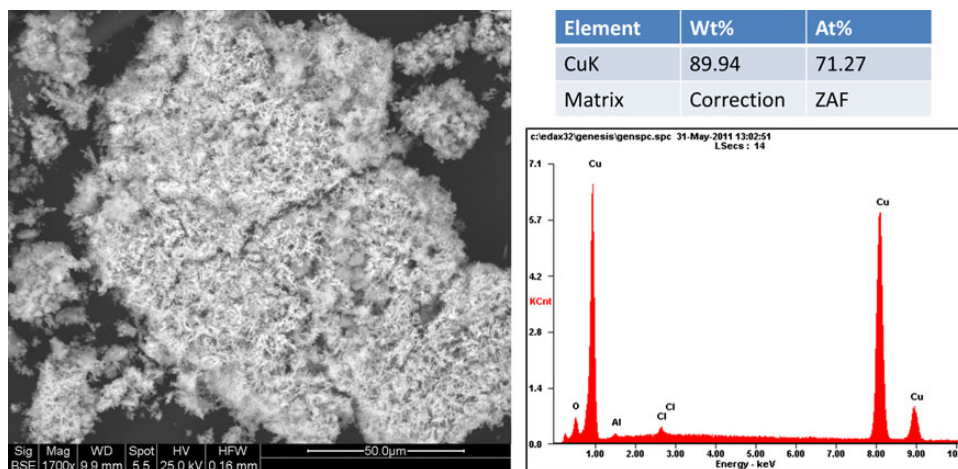 Element Wt% At%
CuK 89.94 71.27
Matrix Correction ZAF
c:\edax32\genesis\genspc.spc 31-May-2011 13:02:51
LSecs : 14
7.1
5.7
4.2
KCnt
2.8
1.4
0.0
Cu
Cu
Cu
O
Al
Cl
Cl
1.00 2.00 3.00 4.00 5.00 6.00 7.00 8.00 9.00 10
Energy - keV
Sig Mag WD Spot HV HFW
BSE 1700x 9.9 mm 5.5 25.0 kV 0.16 mm
50.0µm